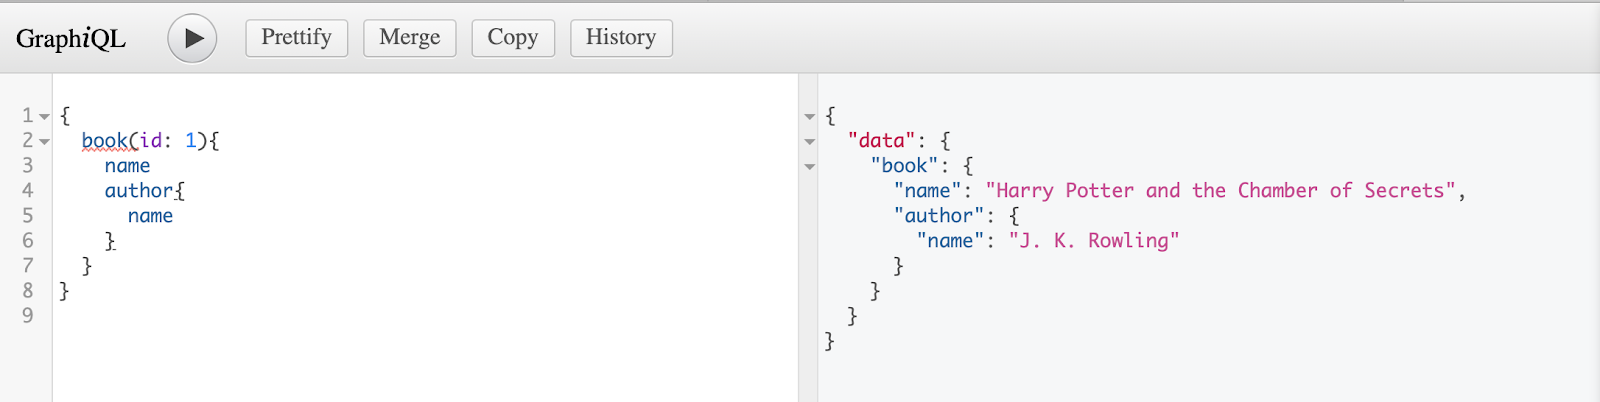 GraphiQL Prettify Merge Copy History
1 {
2 book(id: 1){
3 name
4 author{
5 name
6 }
7 }
8 }
9
{
"data": {
"book": {
"name": "Harry Potter and the Chamber of Secrets",
"author": {
"name": "J. K. Rowling"
}
}
}
}